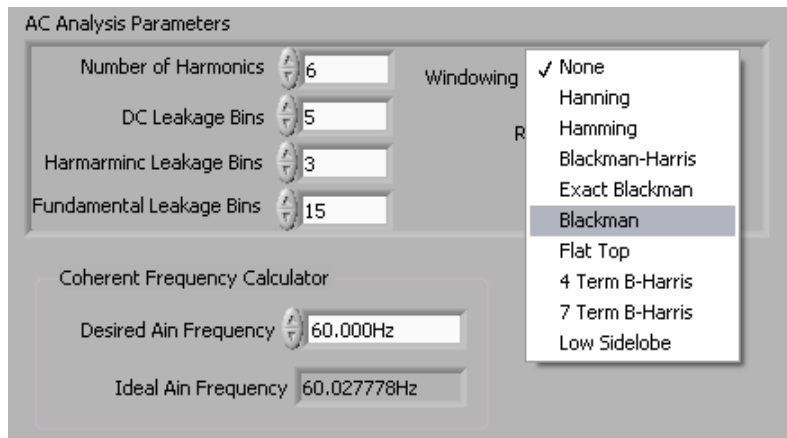 AC Analysis Parameters
Number of Harmonics 6
DC Leakage Bins 5
Harmarminc Leakage Bins 3
Fundamental Leakage Bins 15
Windowing
R
✓ None
Hanning
Hamming
Blackman-Harris
Exact Blackman
Blackman
Flat Top
4 Term B-Harris
7 Term B-Harris
Low Sidelobe
Coherent Frequency Calculator
Desired Ain Frequency 60.000Hz
Ideal Ain Frequency 60.027778Hz